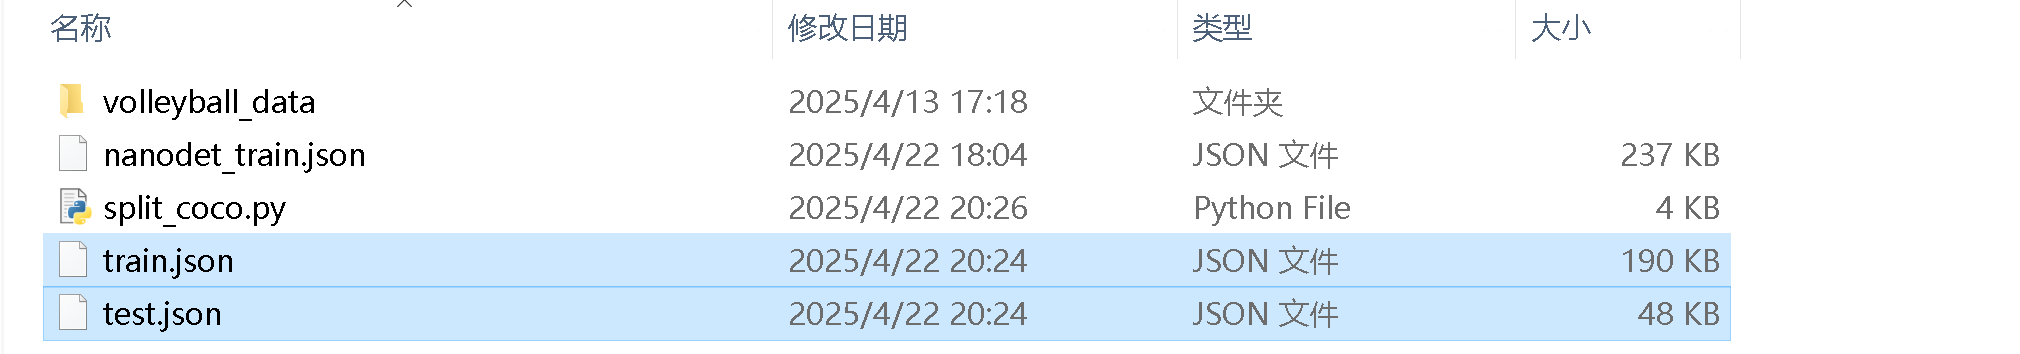 名称 修改日期 类型 大小
volleyball_data 2025/4/13 17:18 文件夹
nanodet_train.json 2025/4/22 18:04 JSON 文件 237 KB
split_coco.py 2025/4/22 20:26 Python File 4 KB
train.json 2025/4/22 20:24 JSON 文件 190 KB
test.json 2025/4/22 20:24 JSON 文件 48 KB